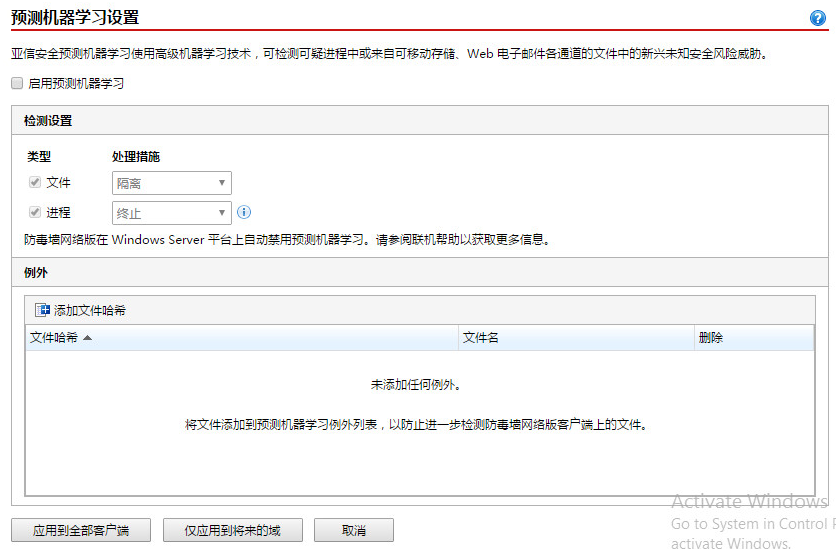 预测机器学习设置
亚信安全预测机器学习使用高级机器学习技术，可检测可疑进程中或来自可移动存储、Web 电子邮件各通道的文件中的新兴未知安全风险威胁。
启用预测机器学习
检测设置
类型 处理措施
文件 隔离
进程 终止
防毒墙网络版在 Windows Server 平台上自动禁用预测机器学习。请参阅联机帮助以获取更多信息。
例外
添加文件哈希
文件哈希 文件名 删除
未添加任何例外。
将文件添加到预测机器学习例外列表，以防止进一步检测防毒墙网络版客户端上的文件。
Activate Windows
Go to System in Control P
activate Windows.
应用到全部客户端 仅应用到将来的域 取消